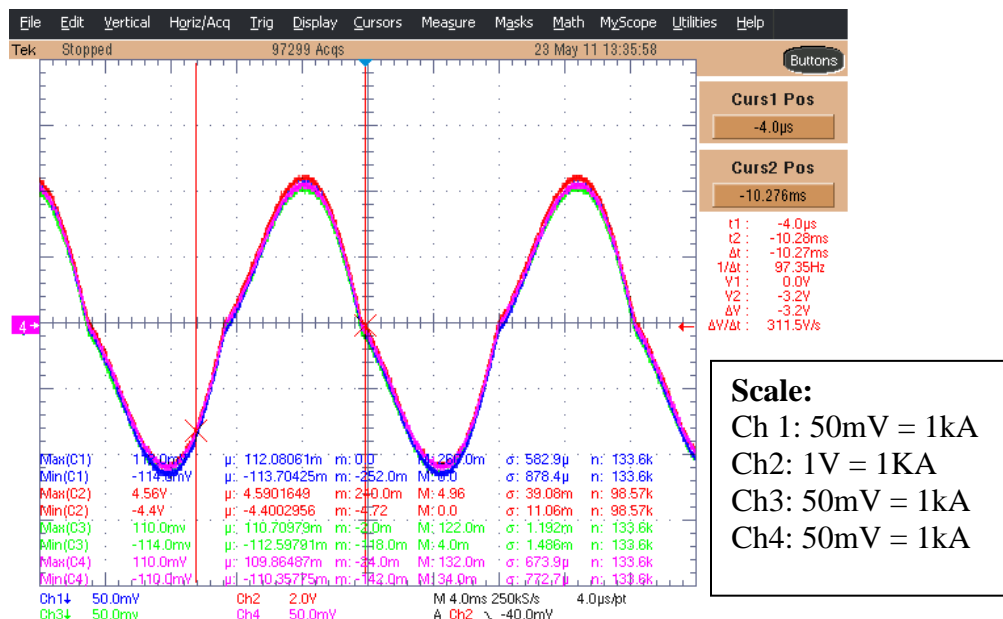 File Edit Vertical Horiz/Acq Trig Display Cursors Measure Masks Math MyScope Utilities Help
Tek Stopped 97299 Acqs 23 May 11 13:35:58
Buttons
Curs1 Pos
-4.0µs
Curs2 Pos
-10.276ms
t1 : -4.0µs
t2 : -10.28ms
Δt : -10.27ms
1/Δt : 97.35Hz
V1 : 0.0V
V2 : -3.2V
ΔV : -3.2V
ΔV/Δt : 311.5V/s
4
Scale:
Ch 1: 50mV = 1kA
Ch2: 1V = 1KA
Ch3: 50mV = 1kA
Ch4: 50mV = 1kA
Max(C1) µ: 112.08061m m: 0.0 σ: 582.9µ n: 133.6k
Min(C1) -114.0mv µ: -113.70425m m: -252.0m M: 0.0 σ: 878.4µ n: 133.6k
Max(C2) 4.56V µ: 4.5901649 m: M: 4.96 σ: 39.08m n: 98.57k
Min(C2) -4.4V µ: -4.4002956 m: M: 0.0 σ: 11.06m n: 98.57k
Max(C3) 110.0mv µ: 110.70979m M: 122.0m σ: 1.192m n: 133.6k
Min(C3) -114.0mv µ: -112.59791m M: 4.0m σ: 1.486m n: 133.6k
Max(C4) 110.0mv µ: 109.86487m M: 132.0m σ: 673.9µ n: 133.6k
Min(C4) -110.0mv µ: -110.35775m m: -142.0m M: 34.0m σ: 772.7µ n: 133.6k
Ch1↓ 50.0mV Ch2 2.0V M 4.0ms 250kS/s 4.0µs/pt
Ch3↓ 50.0mV Ch4 50.0mV A Ch2 -40.0mV